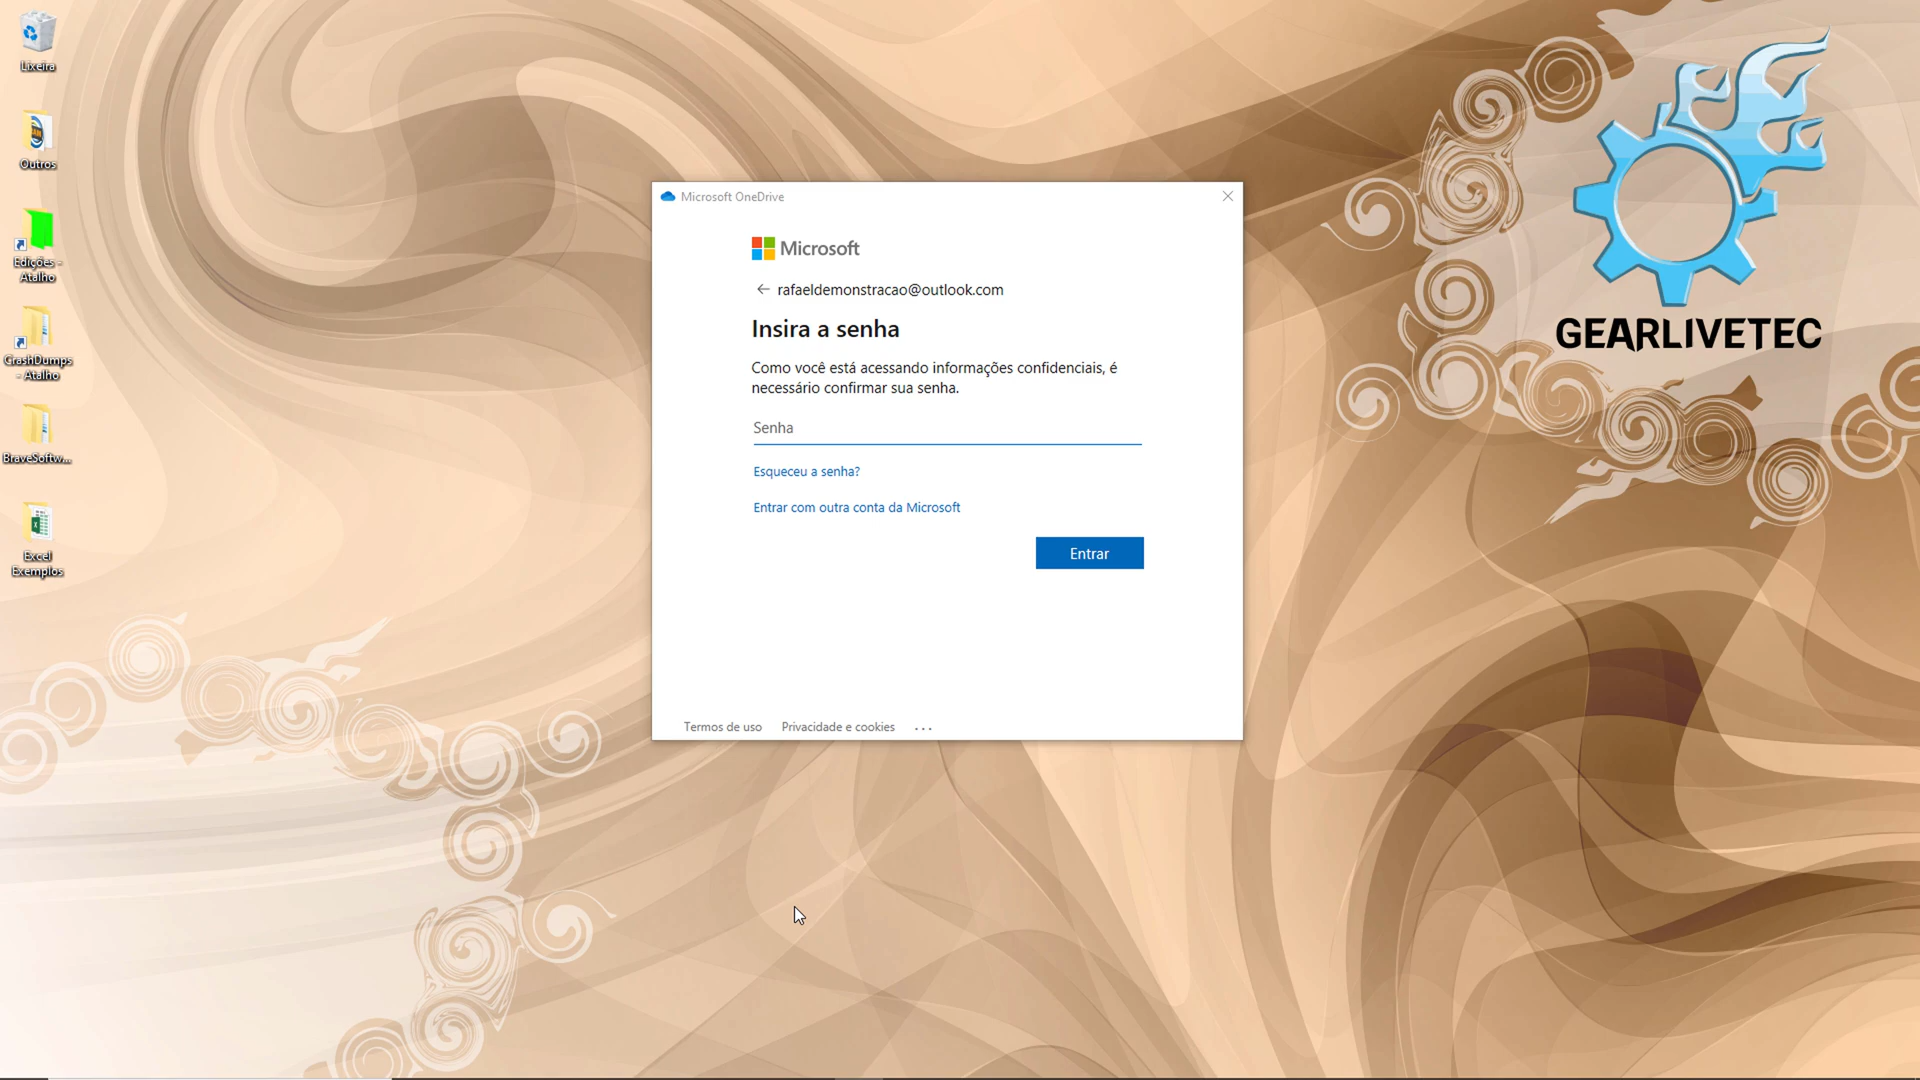 Lixeira
Outros
Edições -
Atalho
CrashDumps
- Atalho
BraveSoftw...
Excel
Exemplos
Microsoft OneDrive
Microsoft
rafaeldemonstracao@outlook.com
Insira a senha
Como você está acessando informações confidenciais, é
necessário confirmar sua senha.
Senha
Esqueceu a senha?
Entrar com outra conta da Microsoft
Entrar
Termos de uso Privacidade e cookies ...
GEARLIVETEC